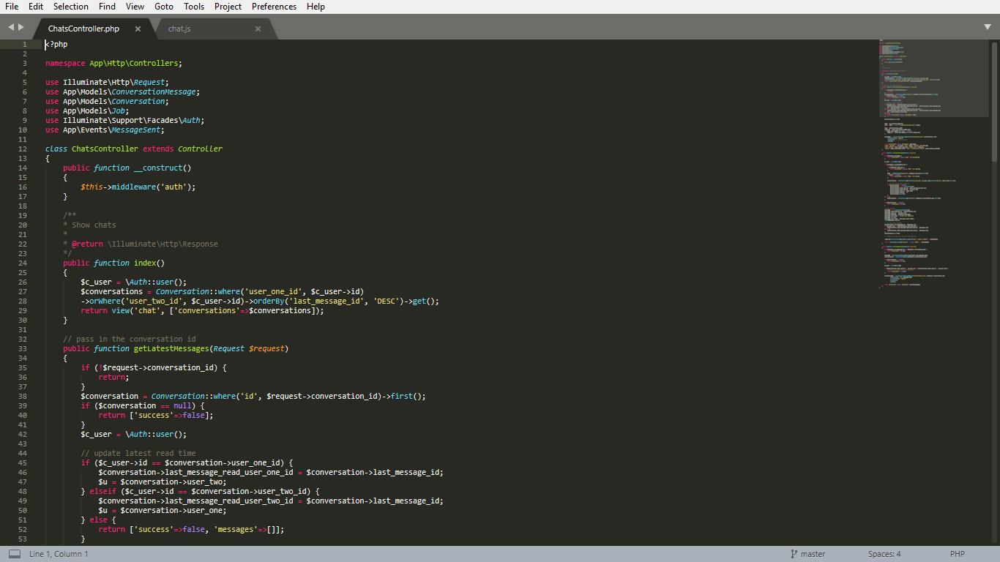 File Edit Selection Find View Goto Tools Project Preferences Help
ChatsController.php × chat.js ×
1 <?php
2
3 namespace App\Http\Controllers;
4
5 use Illuminate\Http\Request;
6 use App\Models\ConversationMessage;
7 use App\Models\Conversation;
8 use App\Models\Job;
9 use Illuminate\Support\Facades\Auth;
10 use App\Events\MessageSent;
11
12 class ChatsController extends Controller
13 {
14     public function __construct()
15     {
16         $this->middleware('auth');
17     }
18
19     /**
20     * Show chats
21     *
22     * @return \Illuminate\Http\Response
23     */
24     public function index()
25     {
26         $c_user = \Auth::user();
27         $conversations = Conversation::where('user_one_id', $c_user->id)
28         ->orWhere('user_two_id', $c_user->id)->orderBy('last_message_id', 'DESC')->get();
29         return view('chat', ['conversations'=>$conversations]);
30     }
31
32     // pass in the conversation id
33     public function getLatestMessages(Request $request)
34     {
35         if (!$request->conversation_id) {
36             return;
37         }
38         $conversation = Conversation::where('id', $request->conversation_id)->first();
39         if ($conversation == null) {
40             return ['success'=>false];
41         }
42         $c_user = \Auth::user();
43
44         // update latest read time
45         if ($c_user->id == $conversation->user_one_id) {
46             $conversation->last_message_read_user_one_id = $conversation->last_message_id;
47             $u = $conversation->user_two;
48         } elseif ($c_user->id == $conversation->user_two_id) {
49             $conversation->last_message_read_user_two_id = $conversation->last_message_id;
50             $u = $conversation->user_one;
51         } else {
52             return ['success'=>false, 'messages'=>[]];
53         }
Line 1, Column 1 master Spaces: 4 PHP